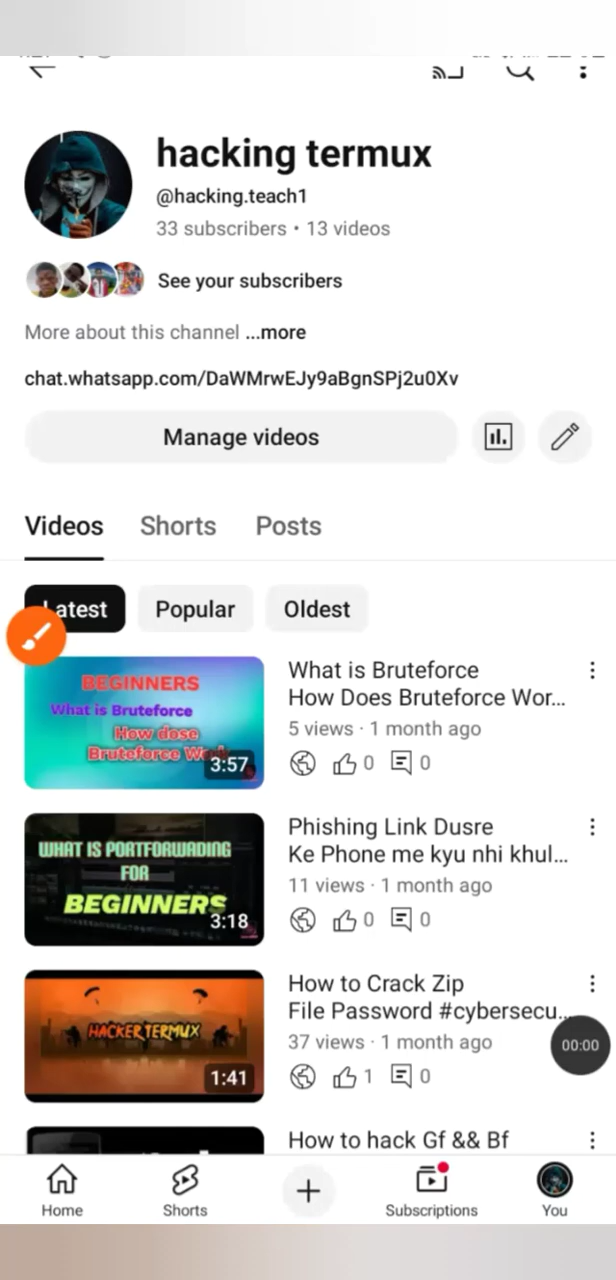 hacking termux
@hacking.teach1
33 subscribers • 13 videos
See your subscribers
More about this channel ...more
chat.whatsapp.com/DaWMrwEJy9aBgnSPj2u0Xv
Manage videos
Videos Shorts Posts
Latest Popular Oldest
BEGINNERS
What is Bruteforce
How dose
Bruteforce Work
3:57
What is Bruteforce
How Does Bruteforce Wor...
5 views · 1 month ago
0 0
WHAT IS PORTFORWADING
FOR
BEGINNERS
3:18
Phishing Link Dusre
Ke Phone me kyu nhi khul...
11 views · 1 month ago
0 0
HACKER TERMUX
1:41
How to Crack Zip
File Password #cybersecu...
37 views · 1 month ago
1 0
00:00
How to hack Gf && Bf
Home Shorts Subscriptions You